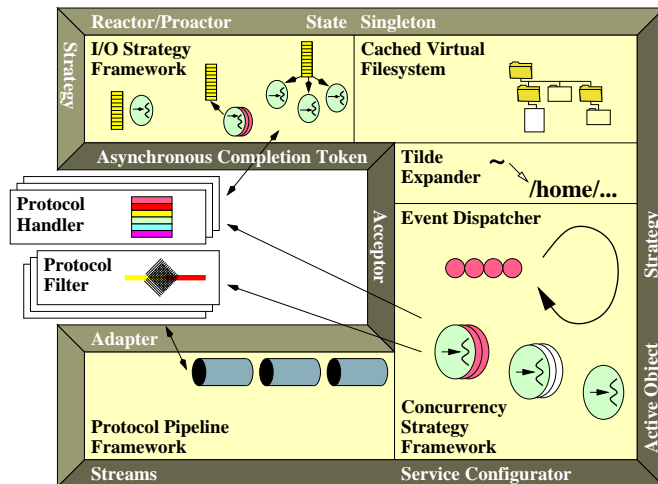 Reactor/Proactor State Singleton
Strategy
I/O Strategy
Framework
Cached Virtual
Filesystem
Asynchronous Completion Token
Tilde
Expander
~
/home/...
Protocol
Handler
Acceptor
Event Dispatcher
Strategy
Protocol
Filter
Adapter
Protocol Pipeline
Framework
Concurrency
Strategy
Framework
Active Object
Streams
Service Configurator